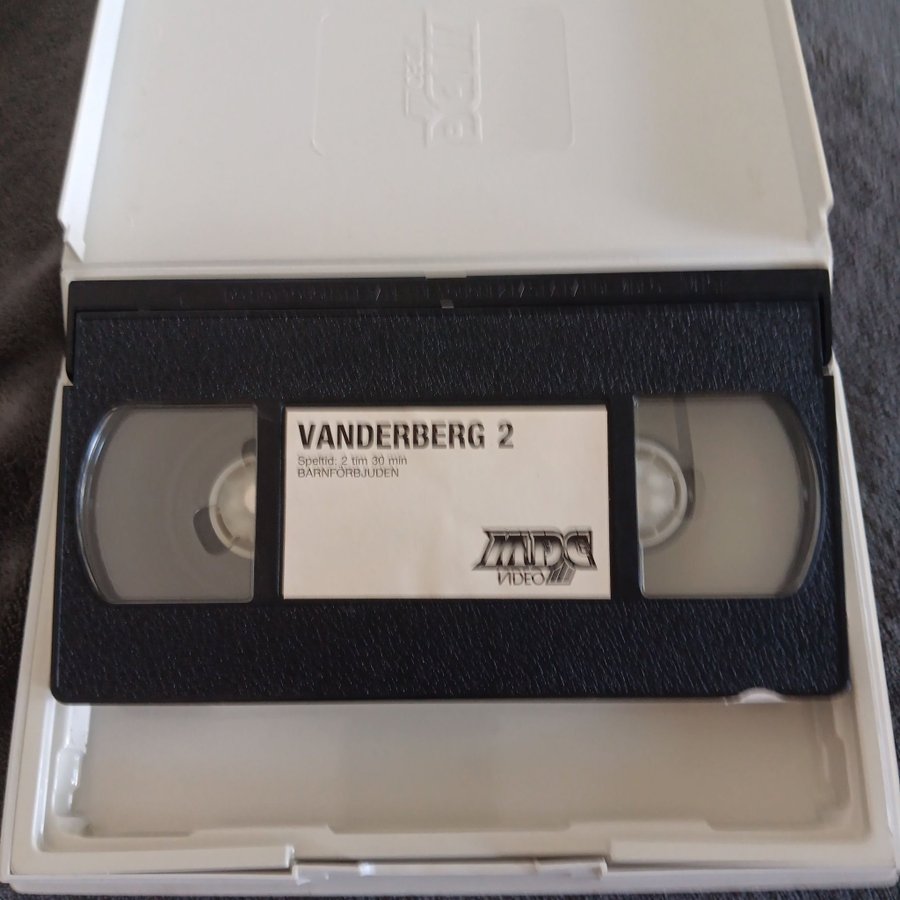 VANDERBERG 2
Speltid: 2 tim 30 min
BARNFÖRBJUDEN
MDC
VIDEO